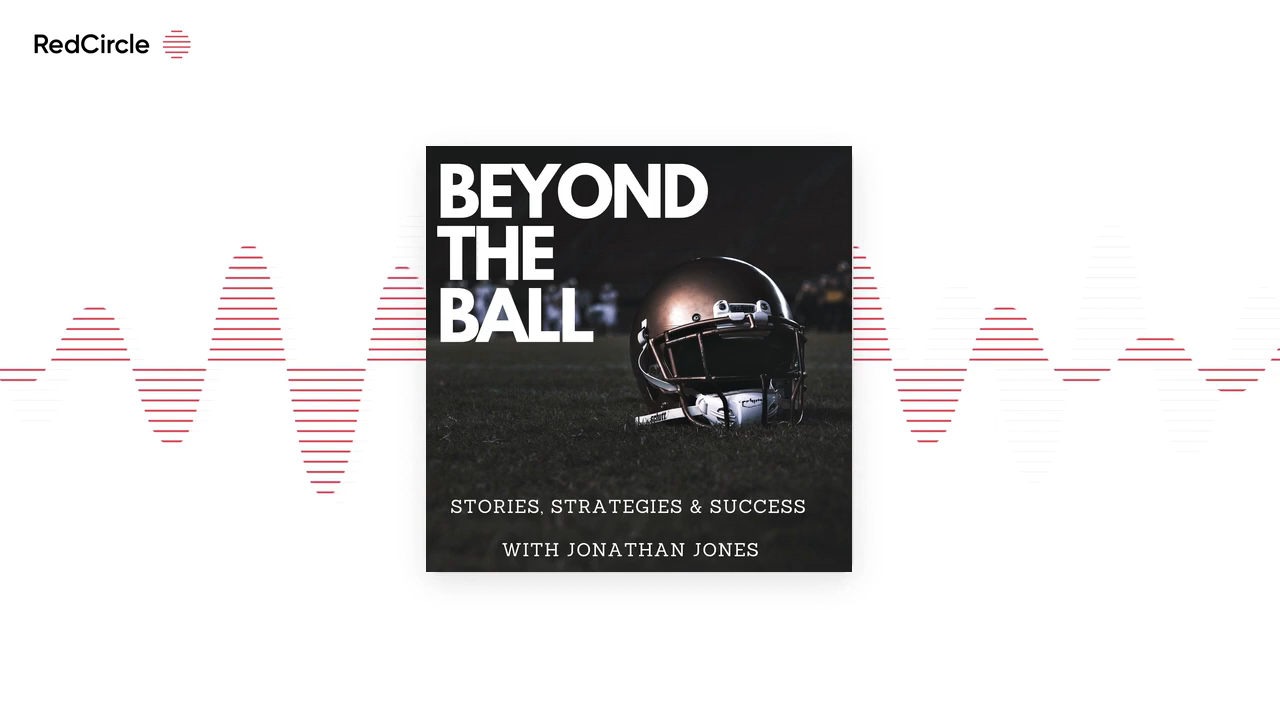 RedCircle
BEYOND
THE
BALL
STORIES, STRATEGIES & SUCCESS
WITH JONATHAN JONES